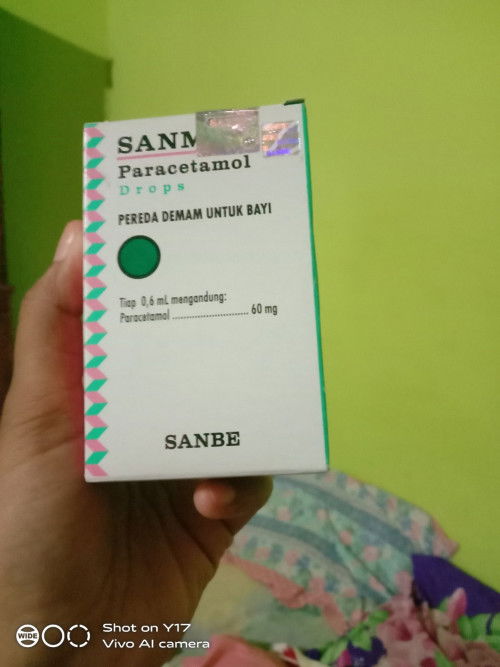 SANM
Paracetamol
Drops
PEREDA DEMAM UNTUK BAYI
Tiap 0,6 mL mengandung:
Paracetamol .......................... 60 mg
SANBE
WIDE
Shot on Y17
Vivo AI camera